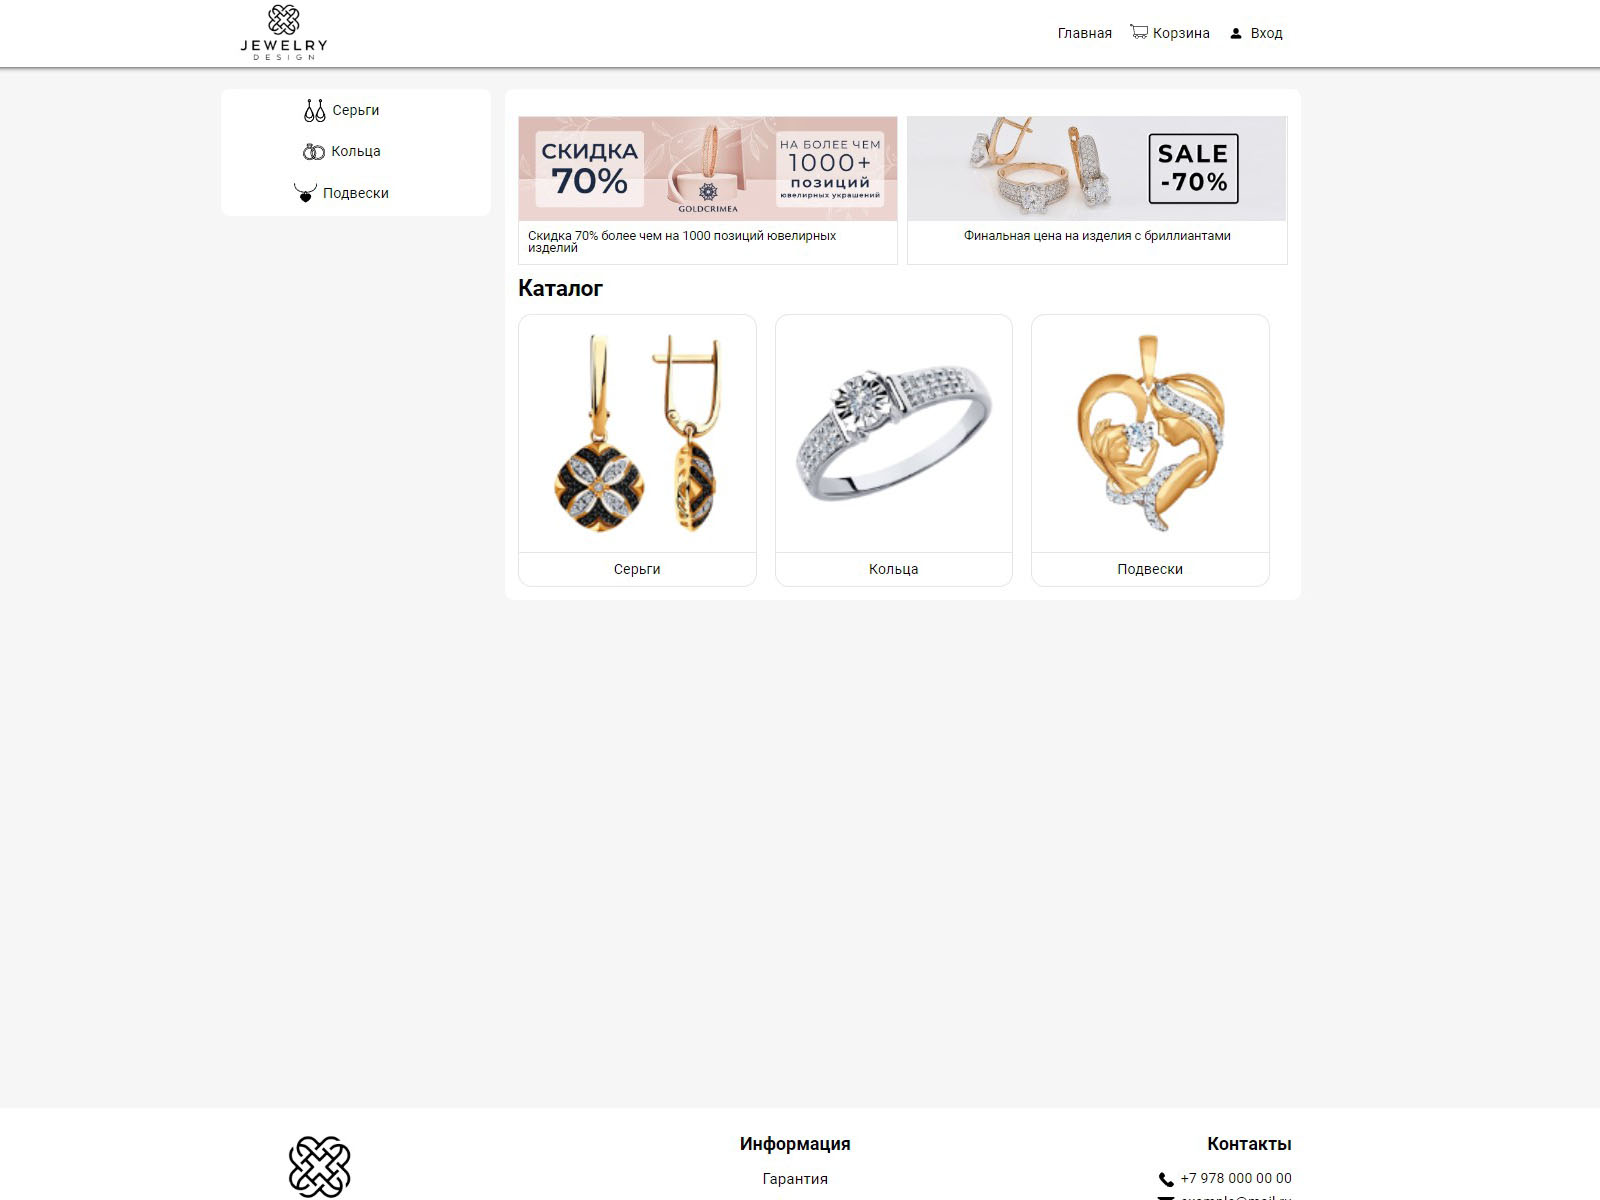 JEWELRY
DESIGN
Главная
Корзина
Вход
Серьги
Кольца
Подвески
СКИДКА
70%
GOLDCRIMEA
НА БОЛЕЕ ЧЕМ
1000+
ПОЗИЦИЙ
ювелирных украшений
SALE
-70%
Скидка 70% более чем на 1000 позиций ювелирных
изделий
Финальная цена на изделия с бриллиантами
Каталог
Серьги
Кольца
Подвески
Информация
Гарантия
Контакты
+7 978 000 00 00